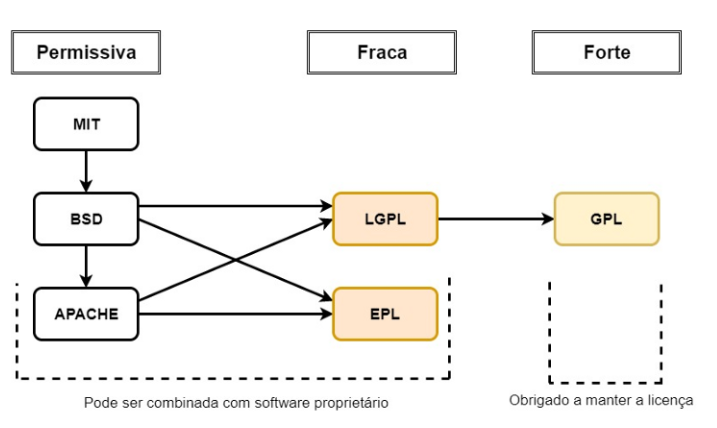 Permissiva
Fraca
Forte
MIT
BSD
LGPL
GPL
APACHE
EPL
Pode ser combinada com software proprietário
Obrigado a manter a licença